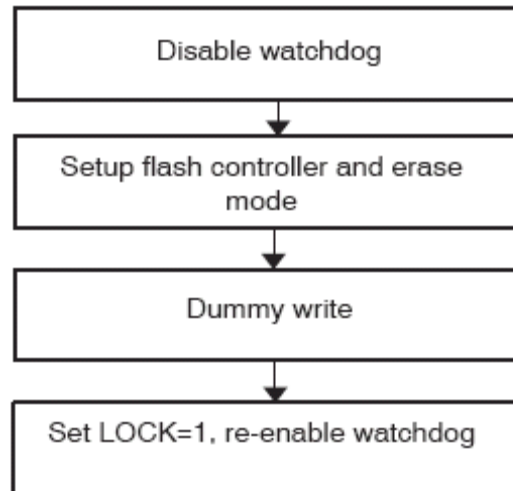 Disable watchdog
Setup flash controller and erase
mode
Dummy write
Set LOCK=1, re-enable watchdog